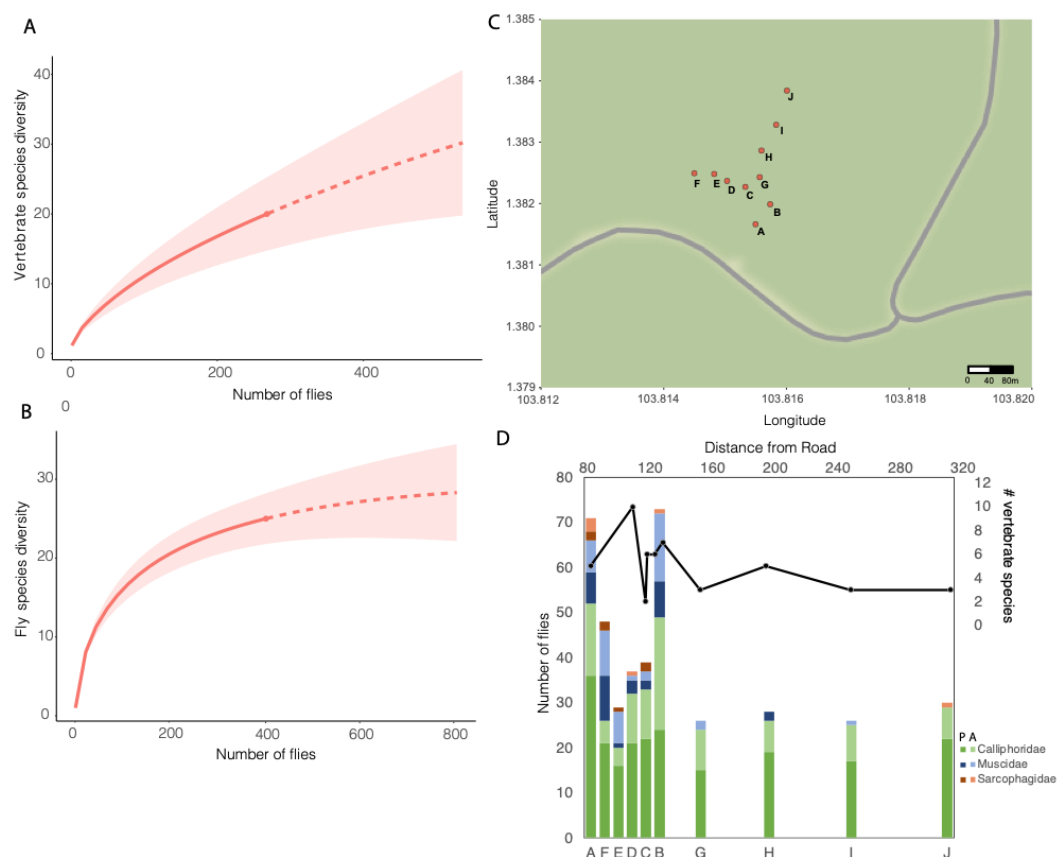 A
Vertebrate species diversity
40
30
20
10
0
0
200
400
Number of flies
0
B
Fly species diversity
30
20
10
0
0
200
400
600
800
Number of flies
C
Latitude
1.385
1.384
1.383
1.382
1.381
1.380
1.379
J
I
H
F
E
D
C
G
B
A
0 40 80m
103.812
103.814
103.816
103.818
103.820
Longitude
D
Distance from Road
80
120
160
200
240
280
320
Number of flies
80
70
60
50
40
30
20
10
0
12
10
8
6
4
2
0
# vertebrate species
P A
Calliphoridae
Muscidae
Sarcophagidae
A F E D C B G H I J